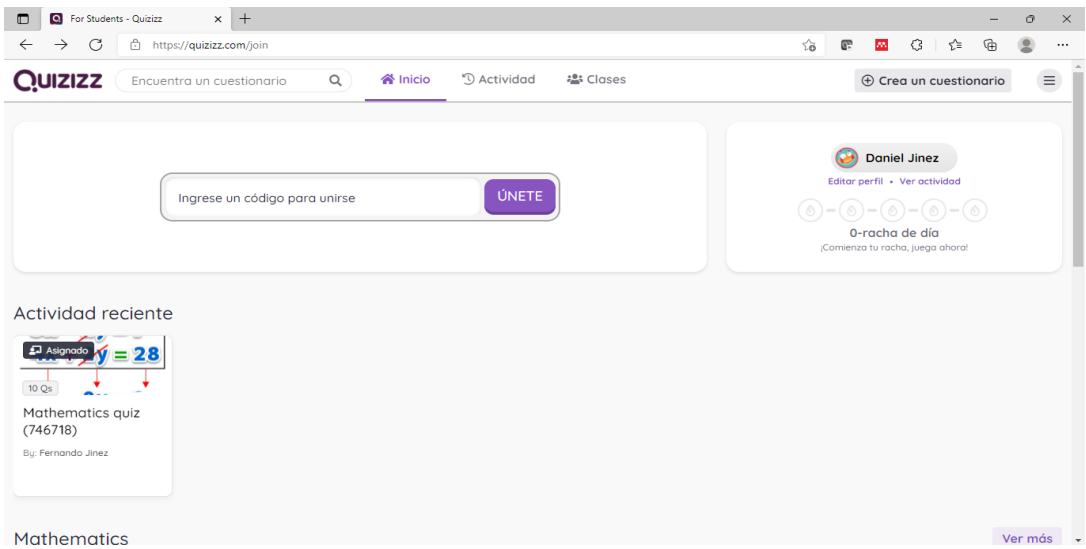 For Students - Quizizz
https://quizizz.com/join
QUIZIZZ
Encuentra un cuestionario
Inicio
Actividad
Clases
Crea un cuestionario
Ingrese un código para unirse
ÚNETE
Daniel Jinez
Editar perfil • Ver actividad
0-racha de día
¡Comienza tu racha, juega ahora!
Actividad reciente
Asignado
y = 28
10 Qs
Mathematics quiz
(746718)
By: Fernando Jinez
Mathematics
Ver más